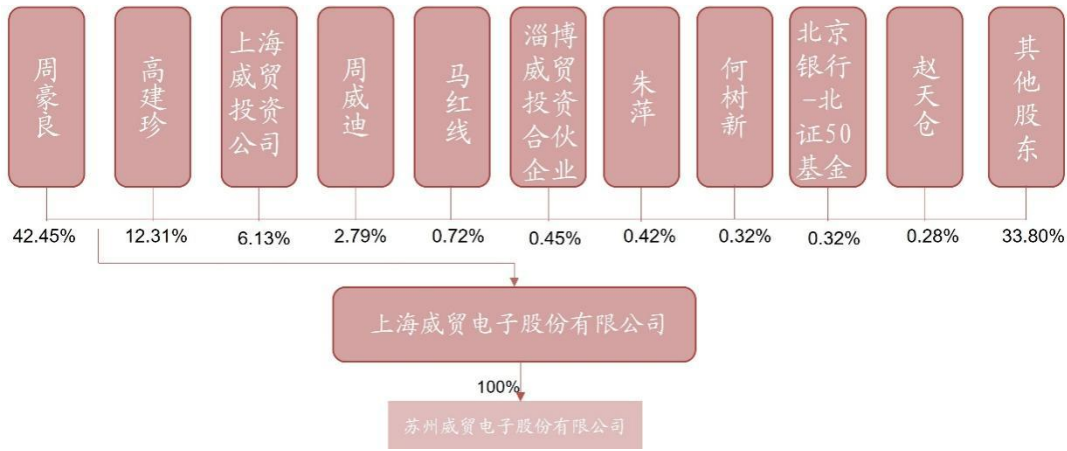 周豪良
高建珍
上海
威贸
投资
公司
周威迪
马红线
淄博
威贸
投资
合伙
企业
朱萍
何树新
北京
银行
-北
证50
基金
赵天仓
其他股东
42.45%
12.31%
6.13%
2.79%
0.72%
0.45%
0.42%
0.32%
0.32%
0.28%
33.80%
上海威贸电子股份有限公司
100%
苏州威贸电子股份有限公司